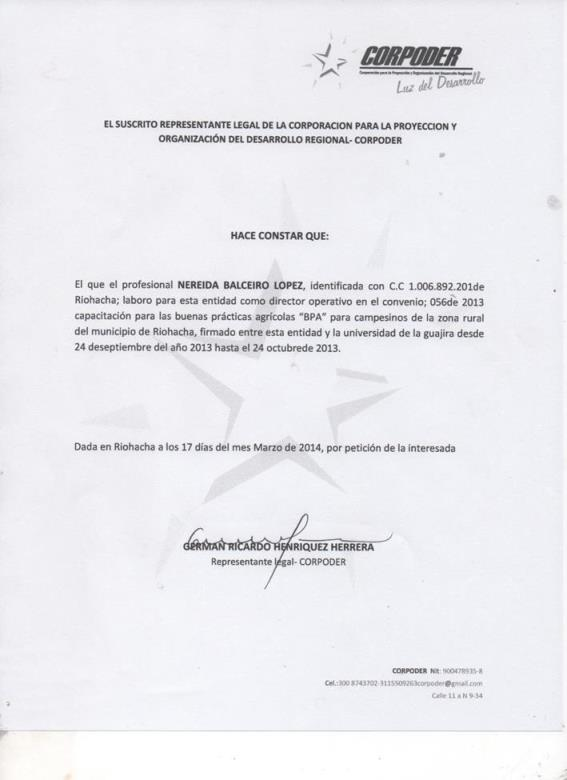 CORPODER
Corporación para la Proyección y Organización del Desarrollo Regional
Luz del Desarrollo
EL SUSCRITO REPRESENTANTE LEGAL DE LA CORPORACION PARA LA PROYECCION Y
ORGANIZACIÓN DEL DESARROLLO REGIONAL- CORPODER
HACE CONSTAR QUE:
El que el profesional NEREIDA BALCEIRO LOPEZ, identificada con C.C 1.006.892.201de
Riohacha; laboro para esta entidad como director operativo en el convenio; 056de 2013
capacitación para las buenas prácticas agrícolas “BPA” para campesinos de la zona rural
del municipio de Riohacha, firmado entre esta entidad y la universidad de la guajira desde
24 deseptiembre del año 2013 hasta el 24 octubrede 2013.
Dada en Riohacha a los 17 días del mes Marzo de 2014, por petición de la interesada
GERMAN RICARDO HENRIQUEZ HERRERA
Representante legal- CORPODER
CORPODER Nit: 900478935-8
Cel.:300 8743702-3115509263corpoder@gmail.com
Calle 11 a N 9-34